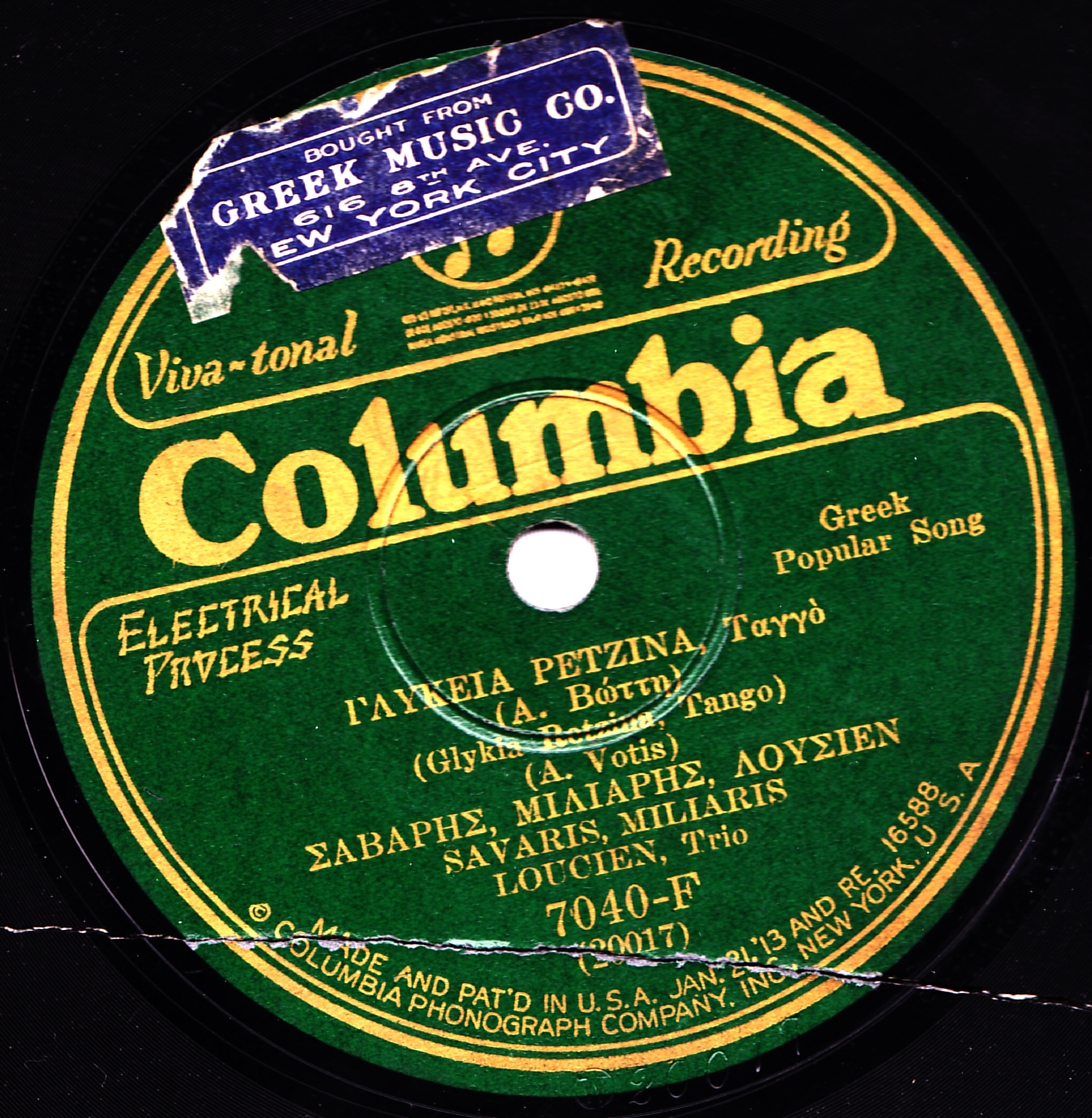 BOUGHT FROM
GREEK MUSIC CO.
616 8TH AVE.
EW YORK CITY
Viva-tonal Recording
Columbia
Greek
Popular Song
ELECTRICAL
PROCESS
ΓΛΥΚΕΙΑ ΡΕΤΖΙΝΑ, Ταγγὸ
(Α. Βώττη)
(Glykia Retzina, Tango)
(A. Votis)
ΣΑΒΑΡΗΣ, ΜΙΛΙΑΡΗΣ, ΛΟΥΣΙΕΝ
SAVARIS, MILIARIS
LOUCIEN, Trio
7040-F
(20017)
MADE AND PAT'D IN U.S.A. JAN. 21,'13 AND RE. 16588
© COLUMBIA PHONOGRAPH COMPANY, INC., NEW YORK, U. S. A